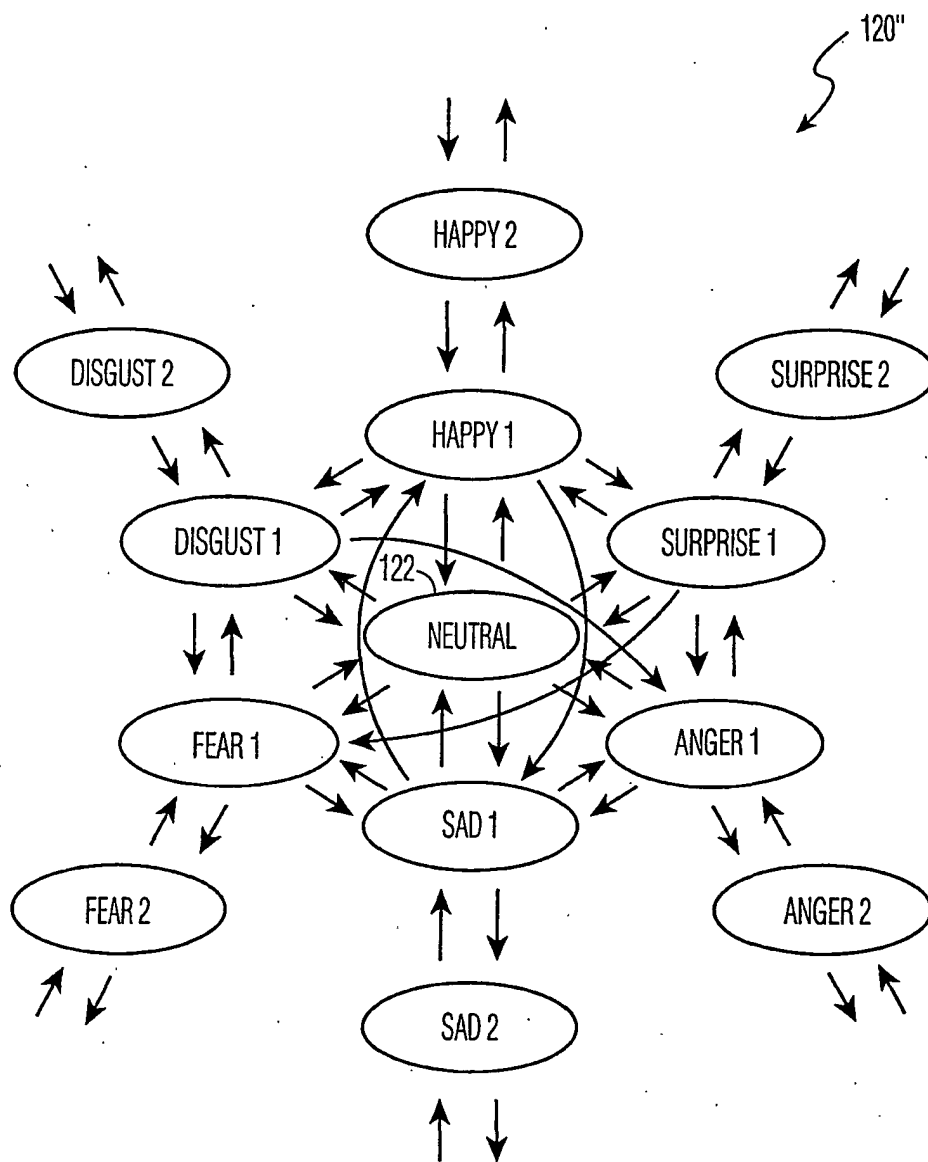 120"
HAPPY 2
DISGUST 2
SURPRISE 2
HAPPY 1
DISGUST 1
SURPRISE 1
122
NEUTRAL
FEAR 1
ANGER 1
SAD 1
FEAR 2
ANGER 2
SAD 2